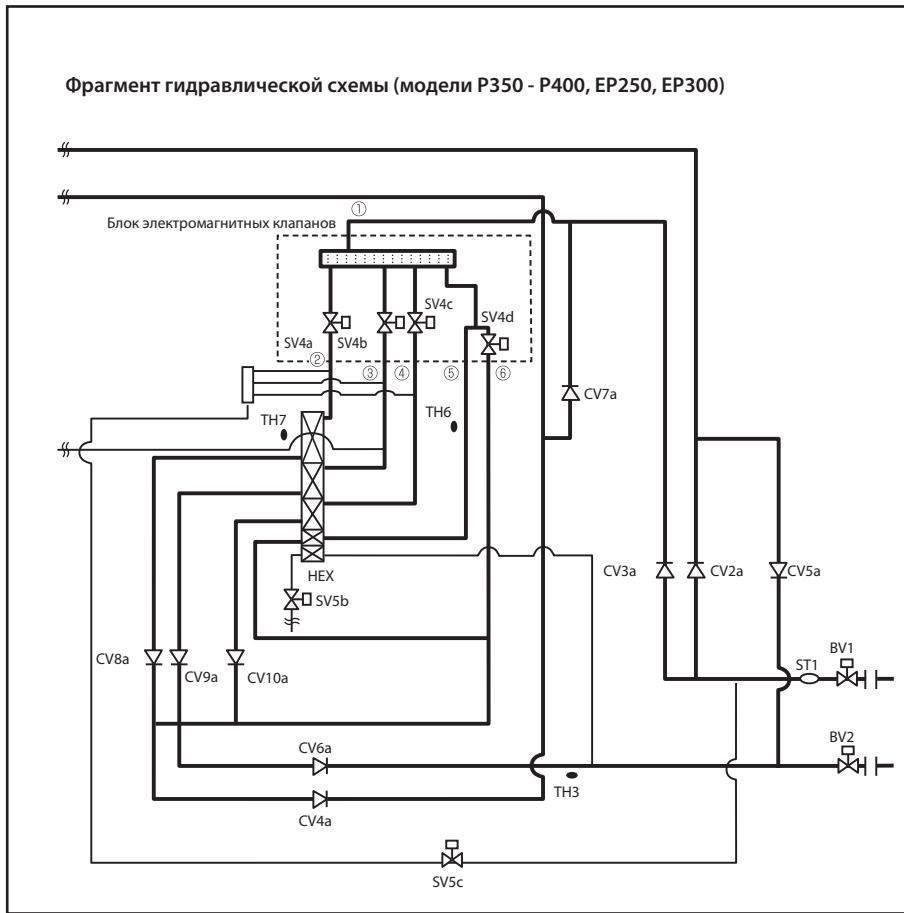 Фрагмент гидравлической схемы (модели P350 - P400, EP250, EP300)
①
Блок электромагнитных клапанов
SV4c
SV4d
SV4a
SV4b
②
③
④
⑤
⑥
CV7a
TH7
TH6
HEX
SV5b
CV3a
CV2a
CV5a
CV8a
CV9a
CV10a
ST1
BV1
CV6a
BV2
TH3
CV4a
SV5c